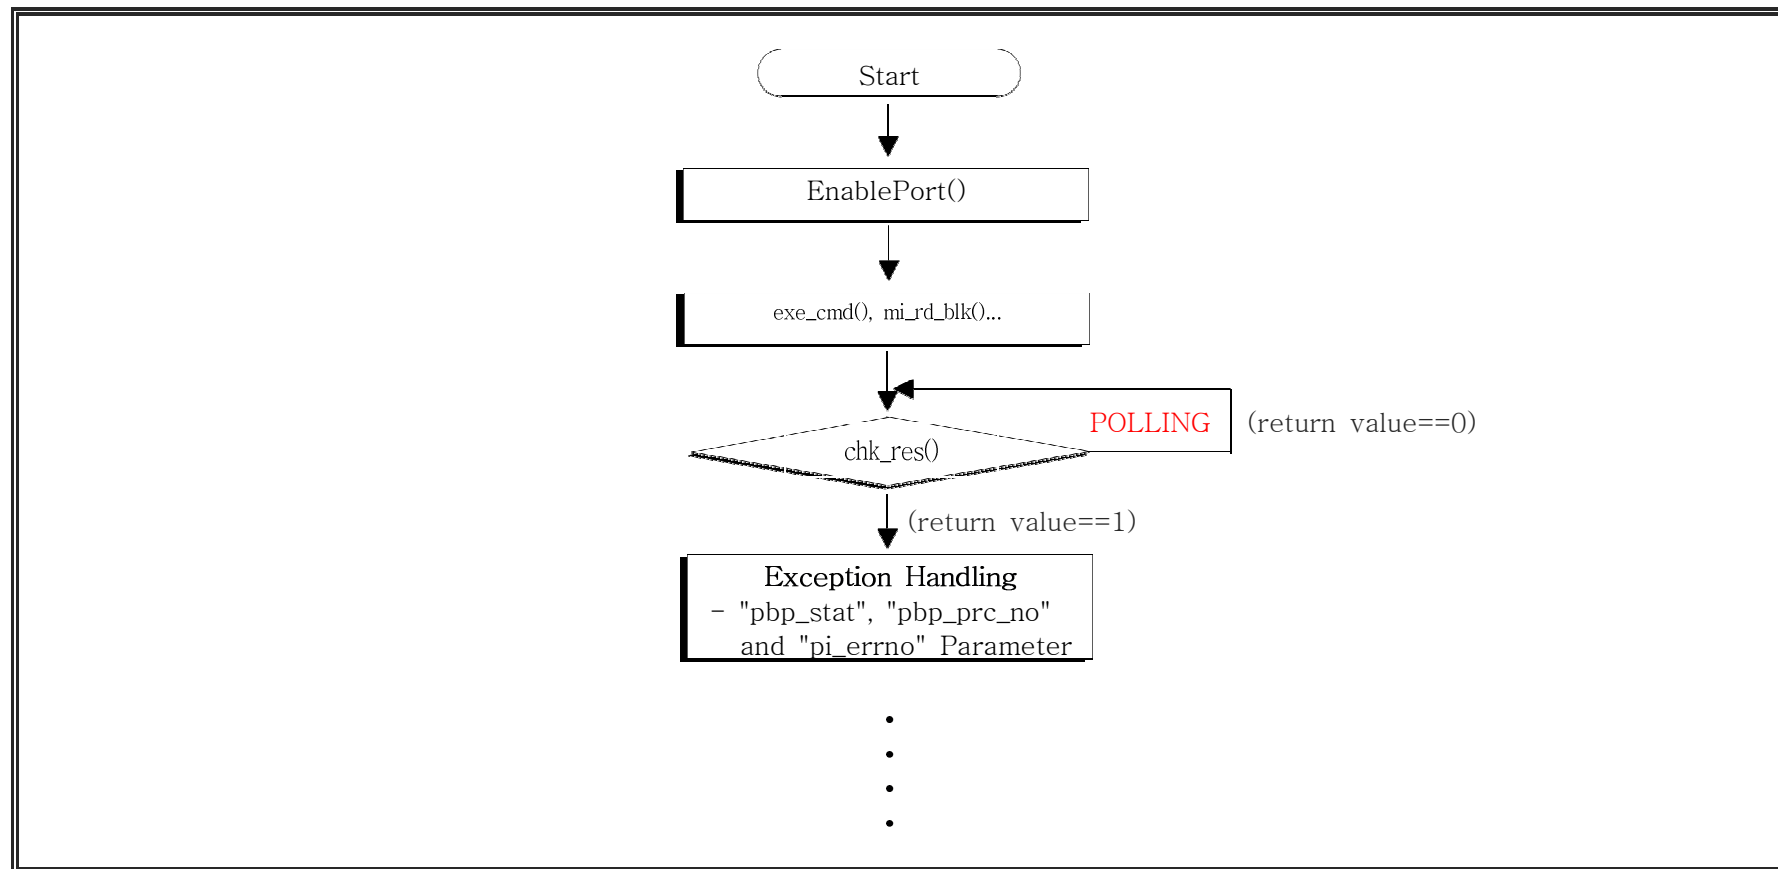 Start
EnablePort()
exe_cmd(), mi_rd_blk()...
POLLING (return value==0)
chk_res()
(return value==1)
Exception Handling
- "pbp_stat", "pbp_prc_no"
and "pi_errno" Parameter